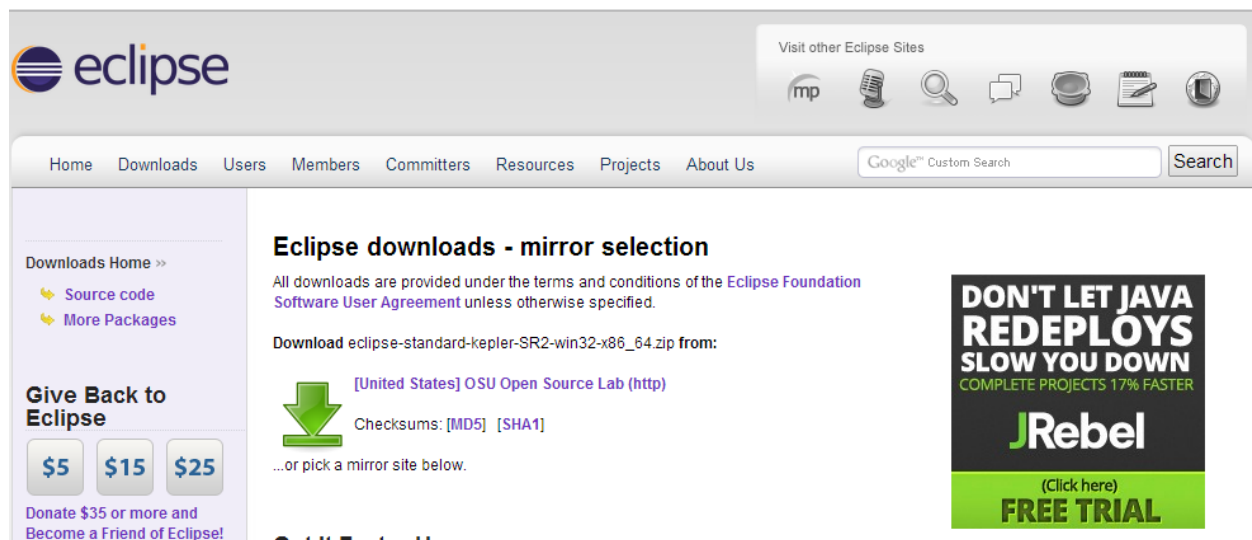 eclipse
Visit other Eclipse Sites
mp
Home Downloads Users Members Committers Resources Projects About Us
Google™ Custom Search Search
Downloads Home »
Source code
More Packages
Give Back to
Eclipse
$5 $15 $25
Donate $35 or more and
Become a Friend of Eclipse!
Eclipse downloads - mirror selection
All downloads are provided under the terms and conditions of the Eclipse Foundation
Software User Agreement unless otherwise specified.
Download eclipse-standard-kepler-SR2-win32-x86_64.zip from:
[United States] OSU Open Source Lab (http)
Checksums: [MD5] [SHA1]
...or pick a mirror site below.
DON'T LET JAVA
REDEPLOYS
SLOW YOU DOWN
COMPLETE PROJECTS 17% FASTER
JRebel
(Click here)
FREE TRIAL